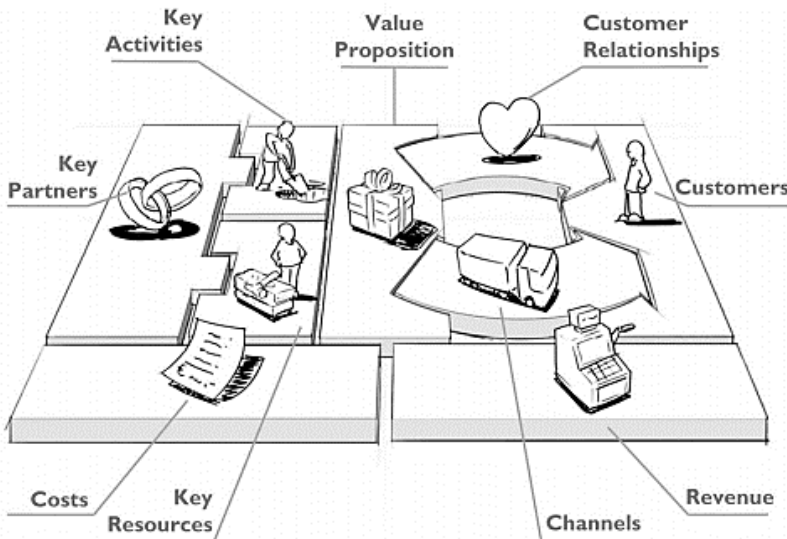 Key
Activities
Value
Proposition
Customer
Relationships
Key
Partners
Customers
Costs
Key
Resources
Channels
Revenue